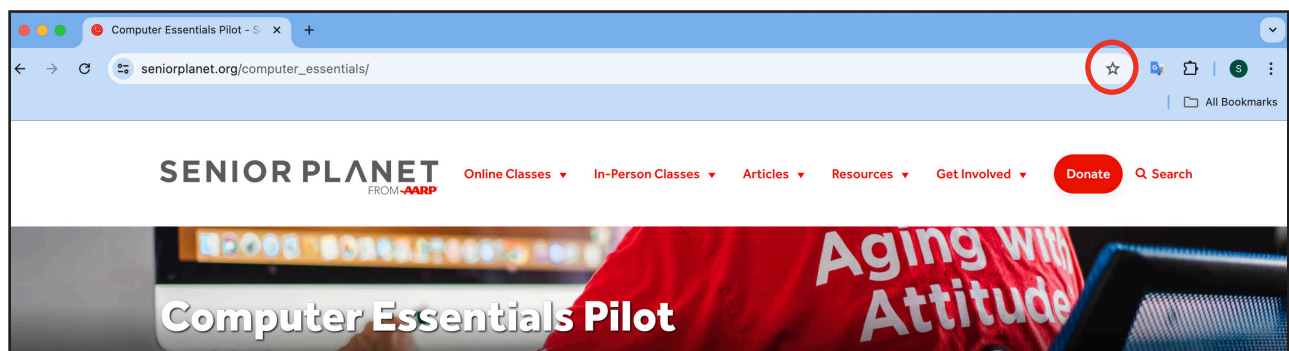 Computer Essentials Pilot - S
seniorplanet.org/computer_essentials/
S
All Bookmarks
SENIOR PLANET
FROM AARP
Online Classes
In-Person Classes
Articles
Resources
Get Involved
Donate
Search
Aging with
Attitude
Computer Essentials Pilot